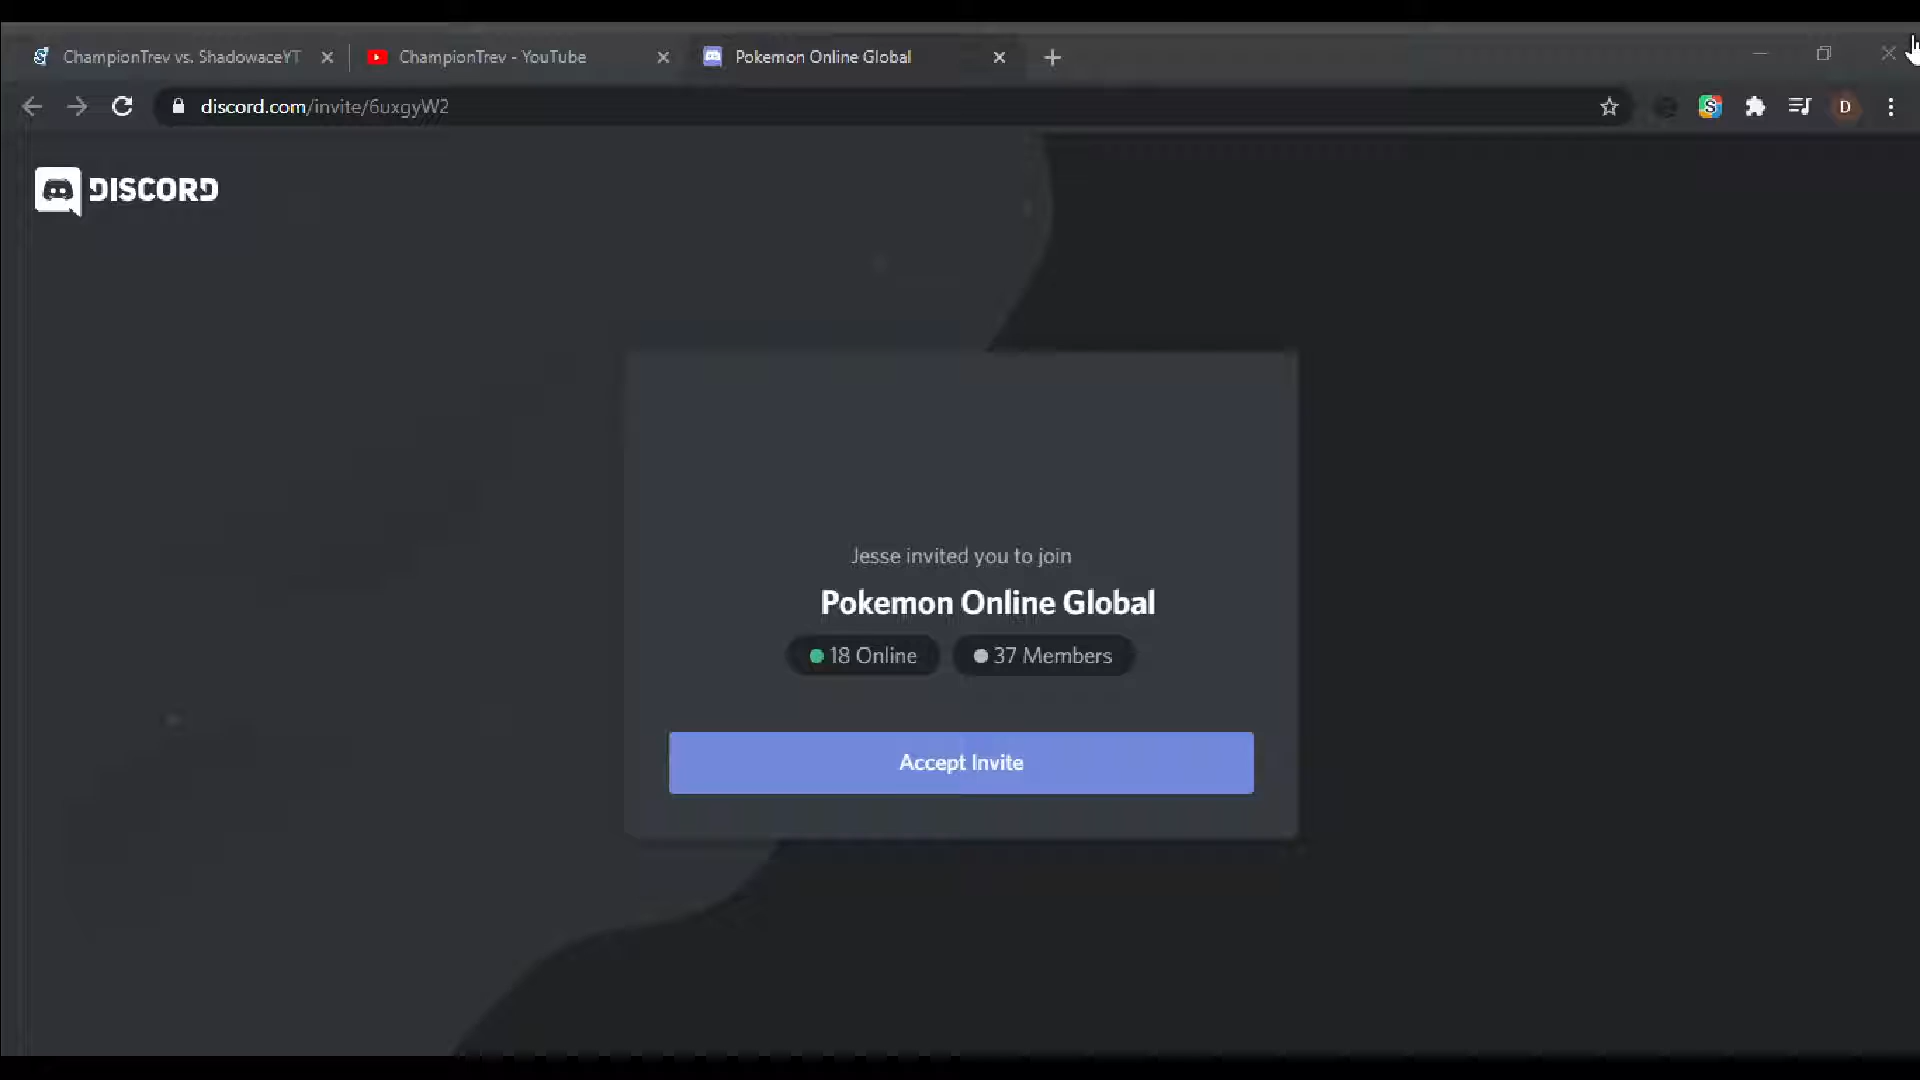 ChampionTrev vs. ShadowaceYT
ChampionTrev - YouTube
Pokemon Online Global
discord.com/invite/6uxgyW2
S
D
DISCORD
Jesse invited you to join
Pokemon Online Global
18 Online
37 Members
Accept Invite